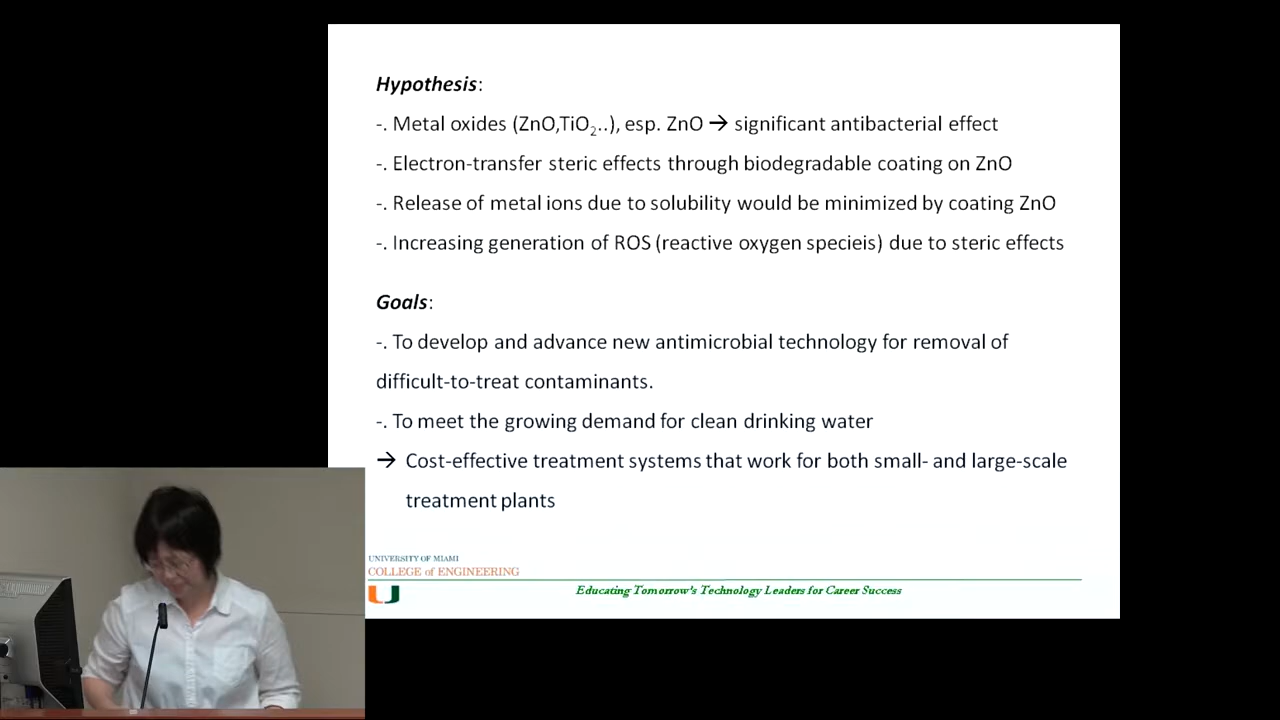 Hypothesis:
-. Metal oxides (ZnO,TiO2..), esp. ZnO → significant antibacterial effect
-. Electron-transfer steric effects through biodegradable coating on ZnO
-. Release of metal ions due to solubility would be minimized by coating ZnO
-. Increasing generation of ROS (reactive oxygen specieis) due to steric effects
Goals:
-. To develop and advance new antimicrobial technology for removal of
difficult-to-treat contaminants.
-. To meet the growing demand for clean drinking water
→ Cost-effective treatment systems that work for both small- and large-scale
treatment plants
UNIVERSITY OF MIAMI
COLLEGE of ENGINEERING
Educating Tomorrow's Technology Leaders for Career Success